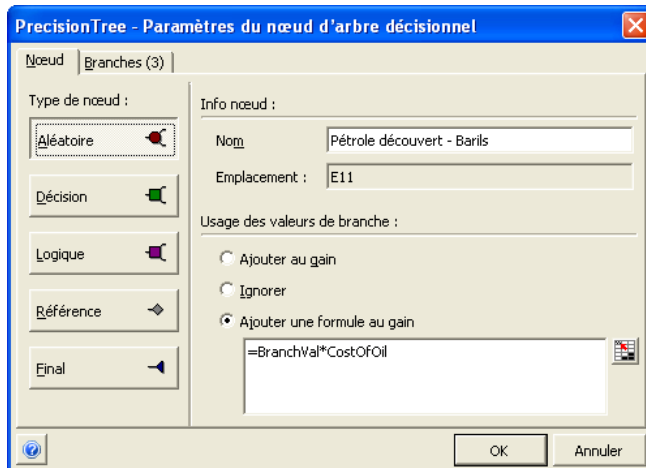 PrecisionTree - Paramètres du nœud d'arbre décisionnel
Nœud
Branches (3)
Type de nœud :
Aléatoire
Décision
Logique
Référence
Final
Info nœud :
Nom
Pétrole découvert - Barils
Emplacement :
E11
Usage des valeurs de branche :
Ajouter au gain
Ignorer
Ajouter une formule au gain
=BranchVal*CostOfOil
OK
Annuler